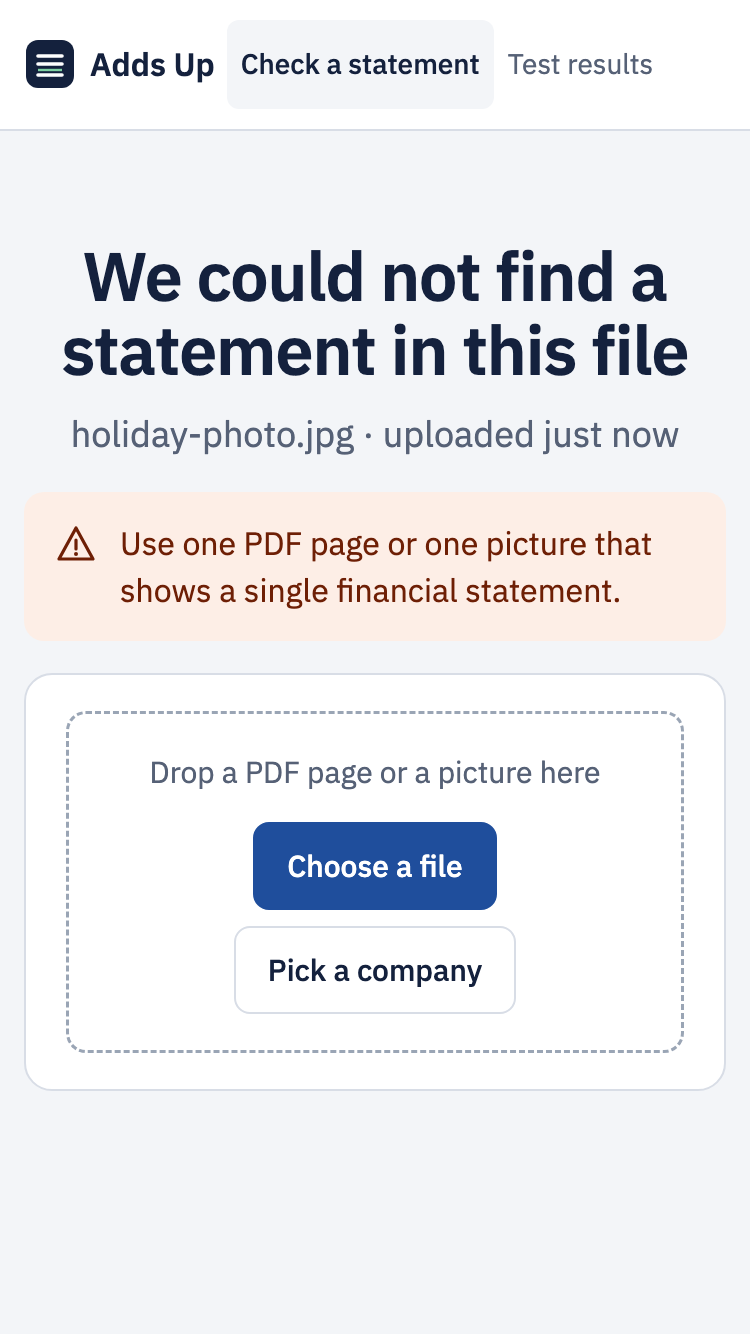 Adds Up
Check a statement
Test results
We could not find a
statement in this file
holiday-photo.jpg · uploaded just now
Use one PDF page or one picture that
shows a single financial statement.
Drop a PDF page or a picture here
Choose a file
Pick a company